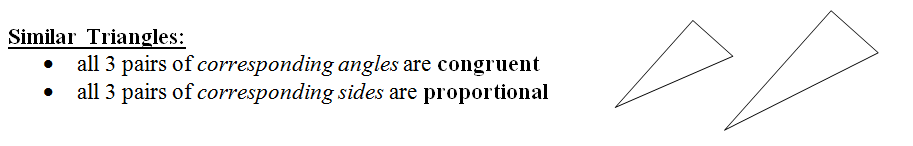 Similar Triangles:
• all 3 pairs of corresponding angles are congruent
• all 3 pairs of corresponding sides are proportional